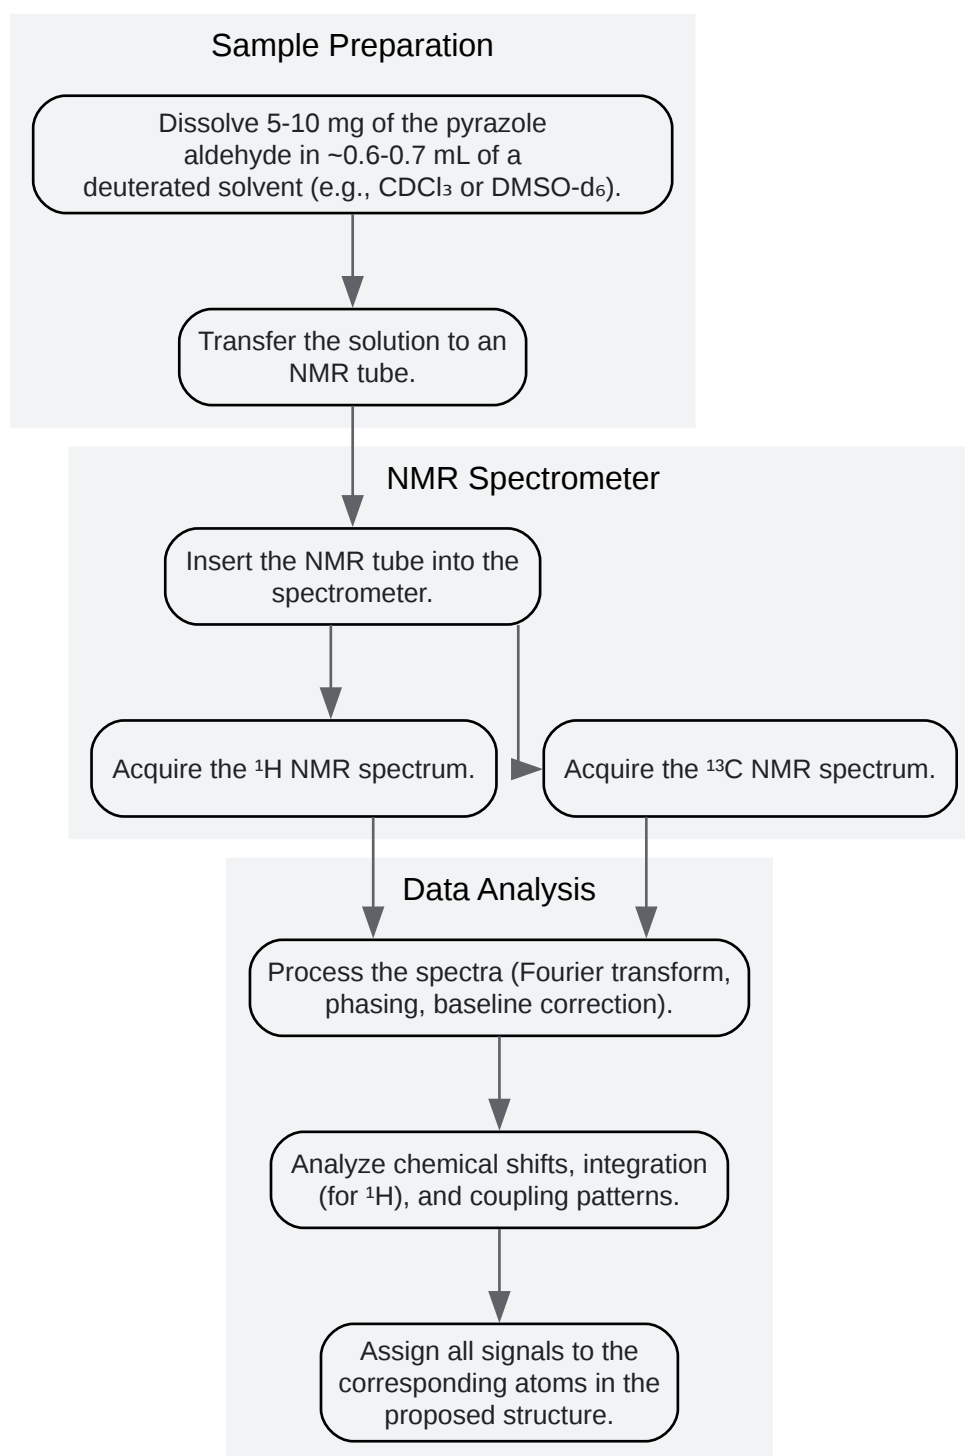 Sample Preparation
Dissolve 5-10 mg of the pyrazole
aldehyde in ~0.6-0.7 mL of a
deuterated solvent (e.g., CDCl₃ or DMSO-d₆).
Transfer the solution to an
NMR tube.
NMR Spectrometer
Insert the NMR tube into the
spectrometer.
Acquire the ¹H NMR spectrum.
Acquire the ¹³C NMR spectrum.
Data Analysis
Process the spectra (Fourier transform,
phasing, baseline correction).
Analyze chemical shifts, integration
(for ¹H), and coupling patterns.
Assign all signals to the
corresponding atoms in the
proposed structure.